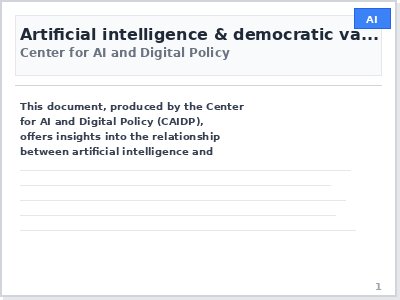 Artificial intelligence & democratic va...
AI
Center for AI and Digital Policy
This document, produced by the Center
for AI and Digital Policy (CAIDP),
offers insights into the relationship
between artificial intelligence and
1